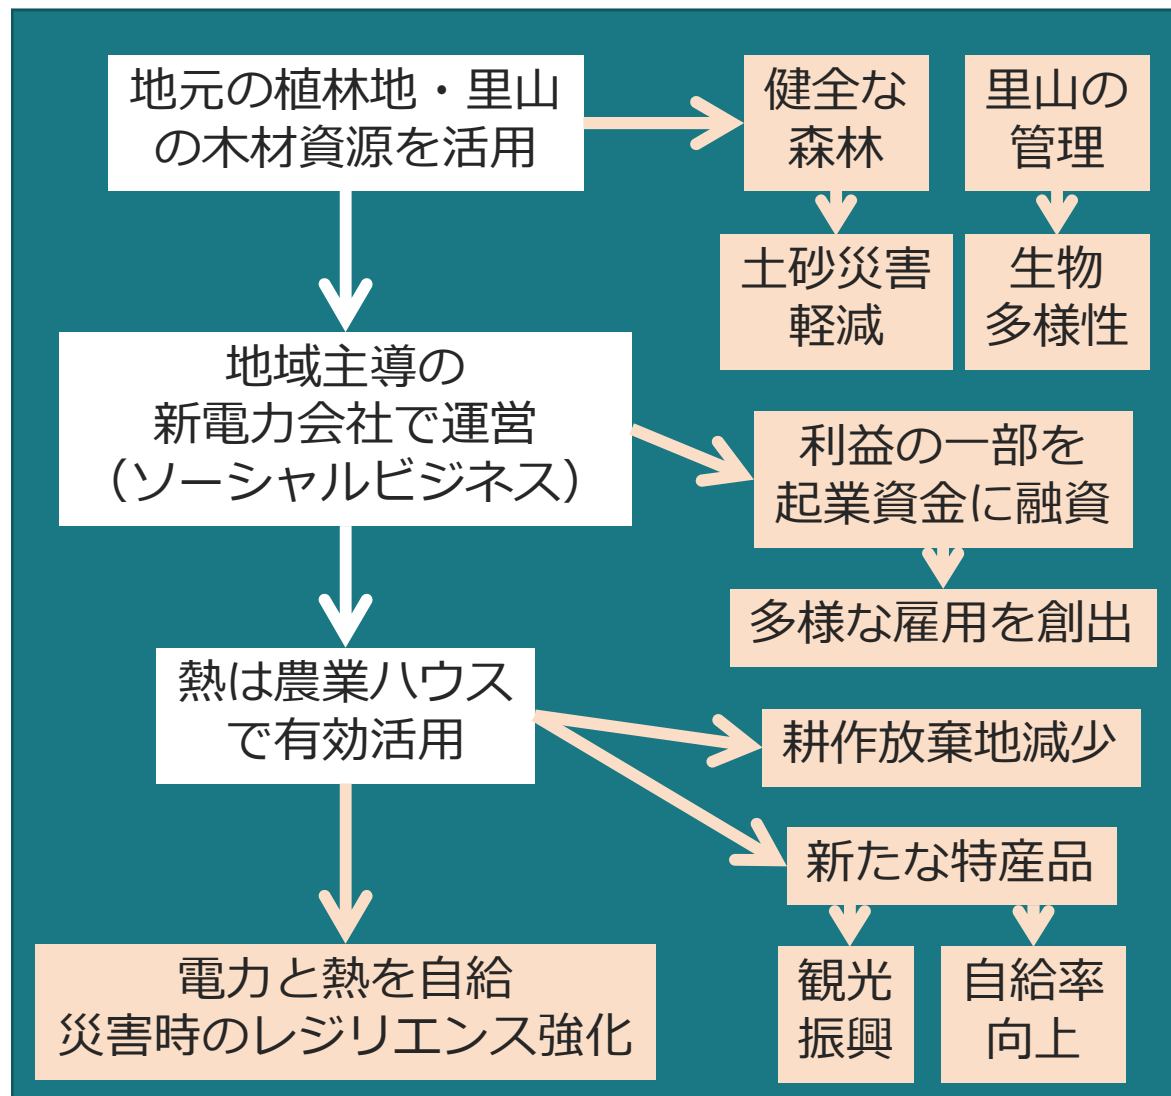 地元の植林地・里山
の木材資源を活用
健全な
森林
里山の
管理
土砂災害
軽減
生物
多様性
地域主導の
新電力会社で運営
（ソーシャルビジネス）
利益の一部を
起業資金に融資
多様な雇用を創出
熱は農業ハウス
で有効活用
耕作放棄地減少
新たな特産品
観光
振興
自給率
向上
電力と熱を自給
災害時のレジリエンス強化